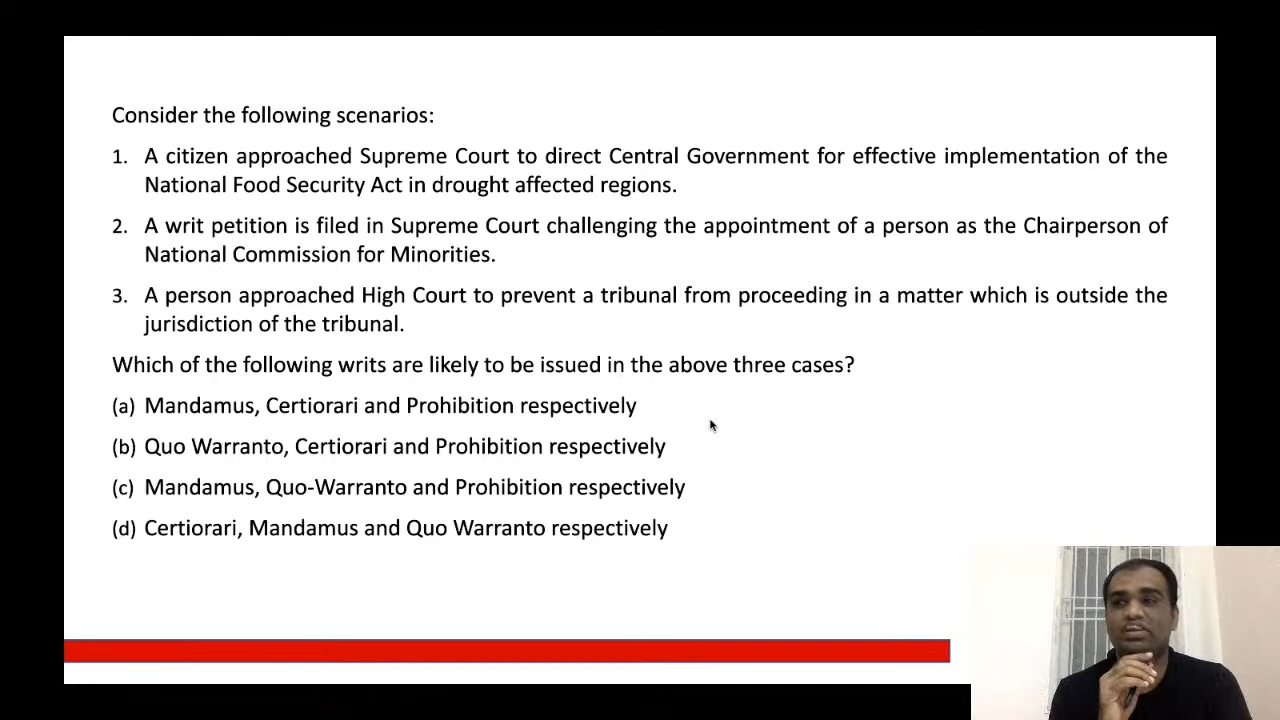 Consider the following scenarios:
1. A citizen approached Supreme Court to direct Central Government for effective implementation of the
National Food Security Act in drought affected regions.
2. A writ petition is filed in Supreme Court challenging the appointment of a person as the Chairperson of
National Commission for Minorities.
3. A person approached High Court to prevent a tribunal from proceeding in a matter which is outside the
jurisdiction of the tribunal.
Which of the following writs are likely to be issued in the above three cases?
(a) Mandamus, Certiorari and Prohibition respectively
(b) Quo Warranto, Certiorari and Prohibition respectively
(c) Mandamus, Quo-Warranto and Prohibition respectively
(d) Certiorari, Mandamus and Quo Warranto respectively